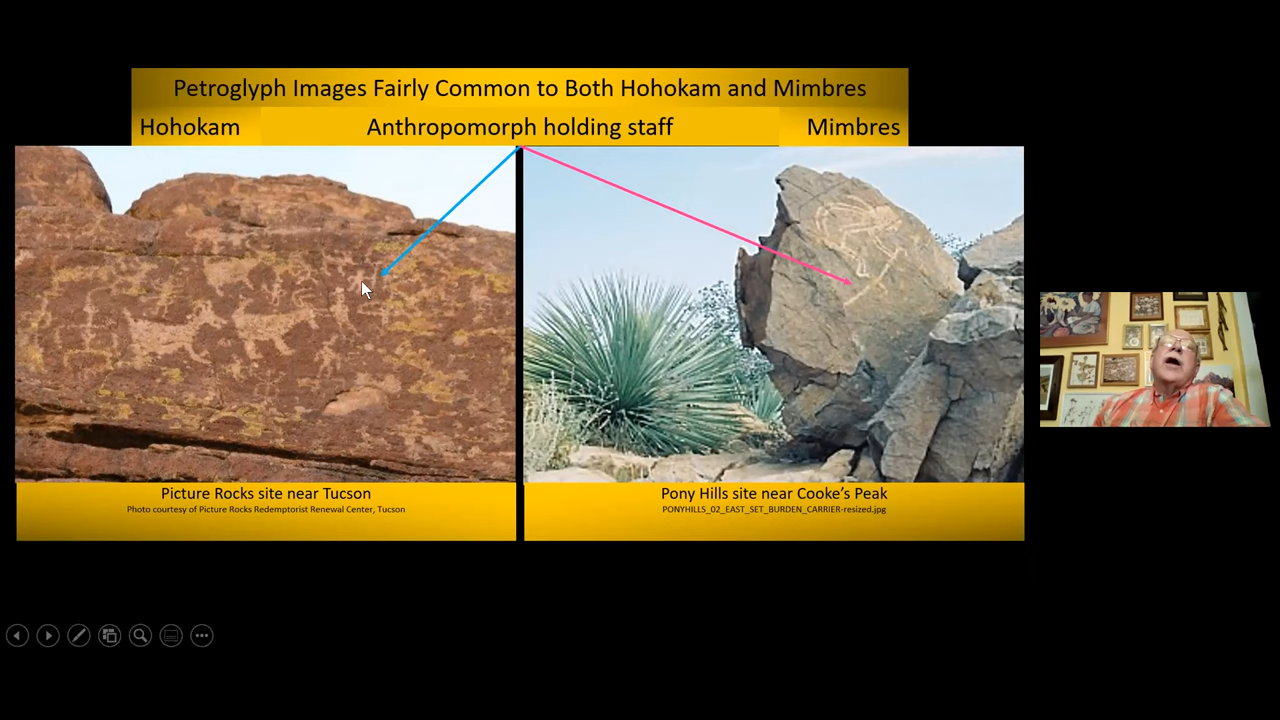 Petroglyph Images Fairly Common to Both Hohokam and Mimbres
Hohokam Anthropomorph holding staff Mimbres
Picture Rocks site near Tucson
Photo courtesy of Picture Rocks Redemptorist Renewal Center, Tucson
Pony Hills site near Cooke’s Peak
PONYHILLS_02_EAST_SET_BURDEN_CARRIER-resized.jpg